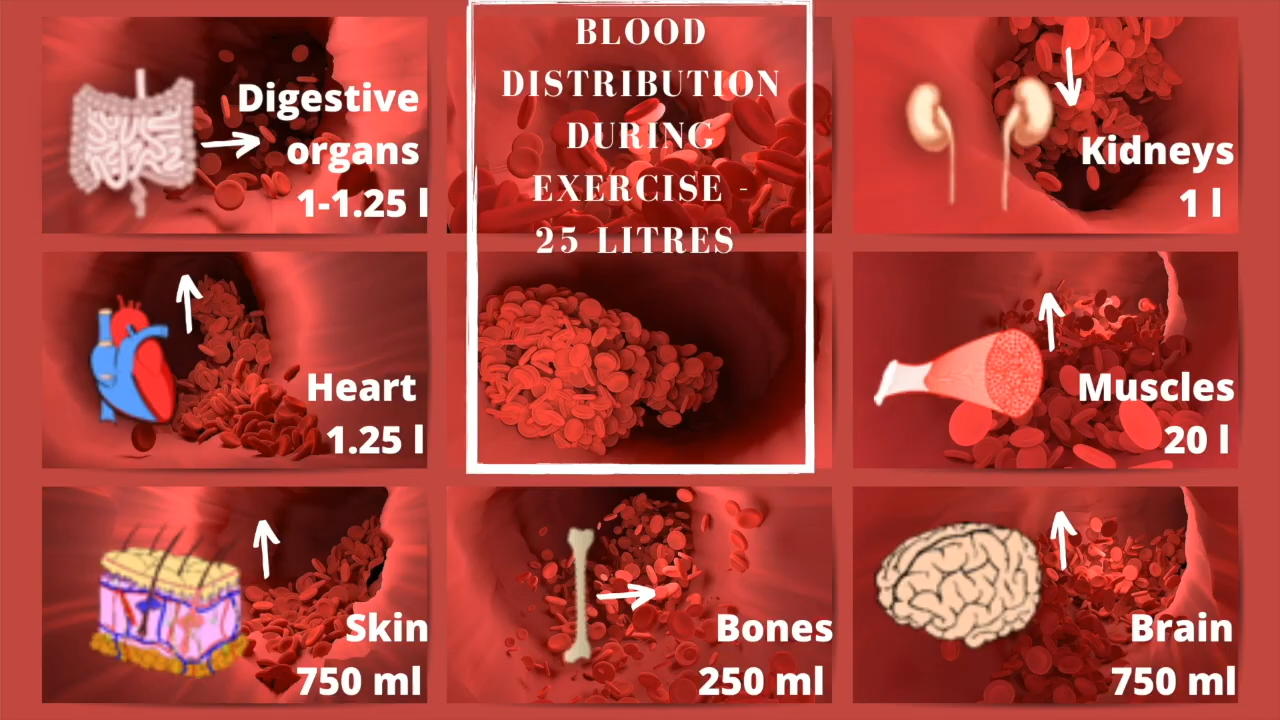 Digestive
organs
1-1.25 l
BLOOD
DISTRIBUTION
DURING
EXERCISE -
25 LITRES
Kidneys
1 l
Heart
1.25 l
Muscles
20 l
Skin
750 ml
Bones
250 ml
Brain
750 ml